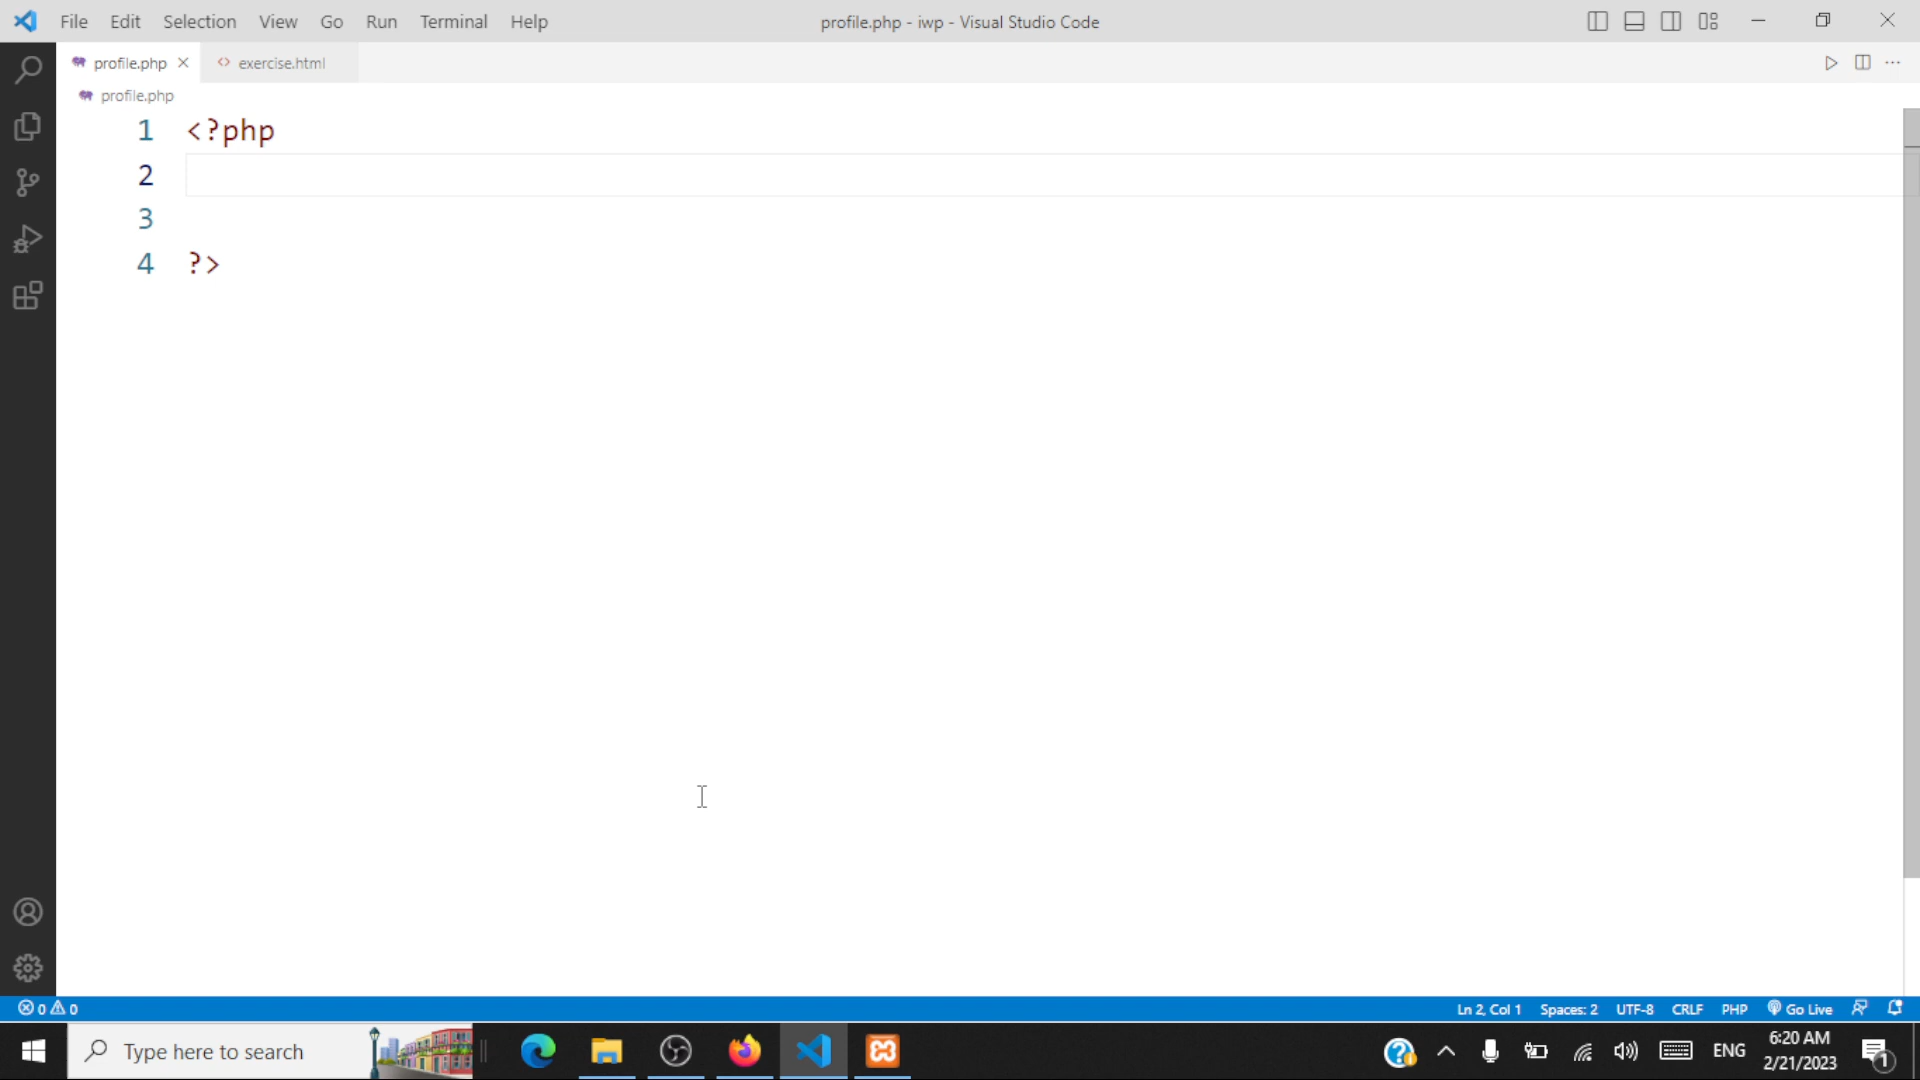 File Edit Selection View Go Run Terminal Help
profile.php - iwp - Visual Studio Code
profile.php
exercise.html
profile.php
1 <?php
2
3
4 ?>
0 0
Ln 2, Col 1 Spaces: 2 UTF-8 CRLF PHP Go Live
Type here to search
ENG
6:20 AM
2/21/2023
1